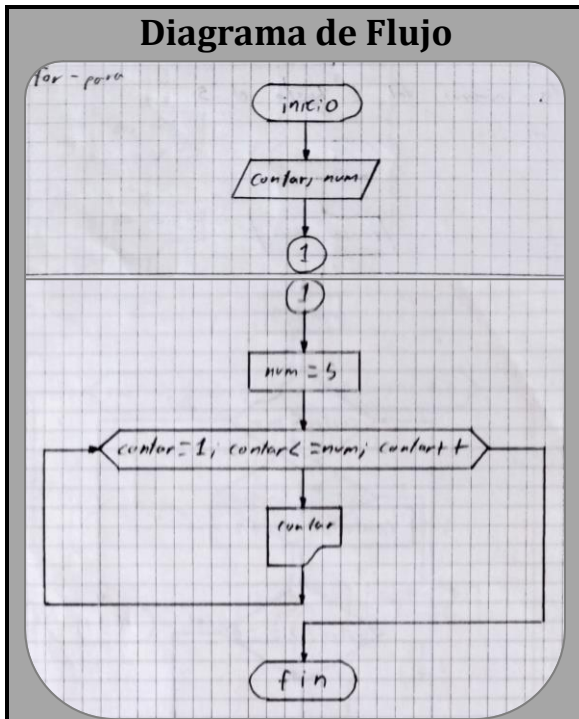 Diagrama de Flujo
for - para
inicio
contar, num
1
1
num = 5
contar = 1; contar < = num; contar + +
contar
fin